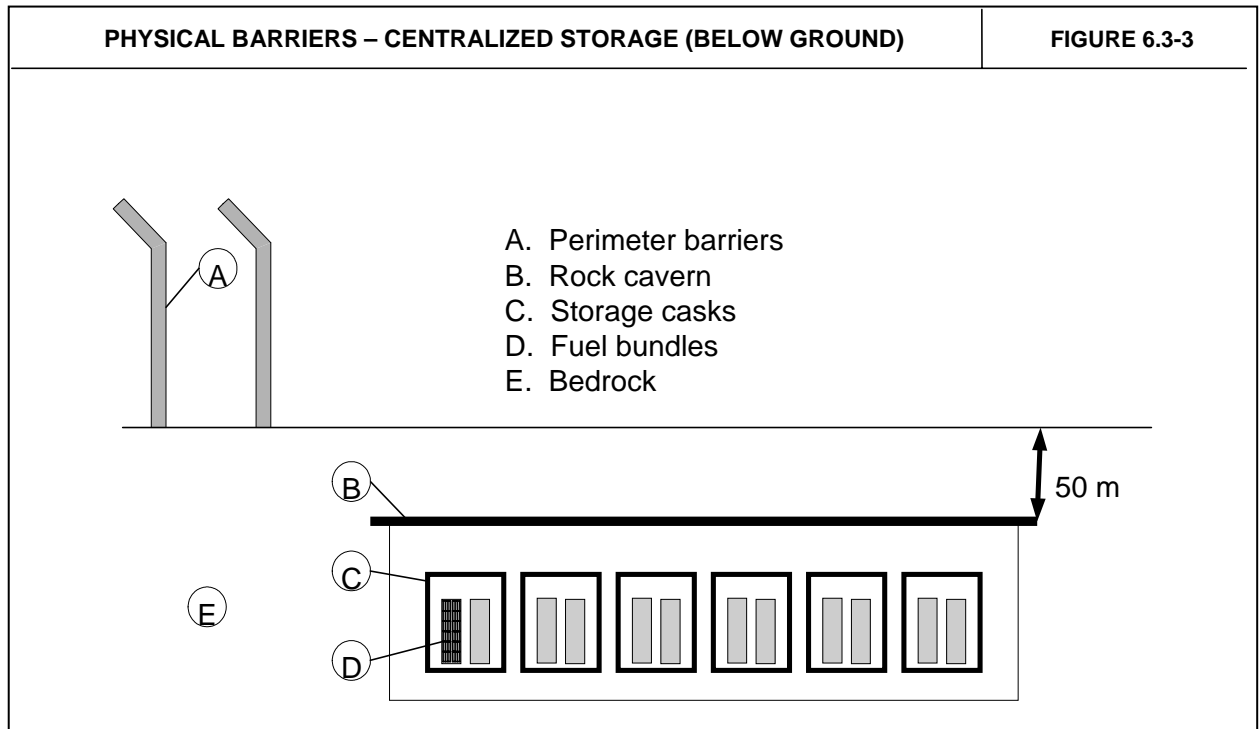 PHYSICAL BARRIERS – CENTRALIZED STORAGE (BELOW GROUND)
FIGURE 6.3-3
A. Perimeter barriers
B. Rock cavern
C. Storage casks
D. Fuel bundles
E. Bedrock
A
B
50 m
C
E
D